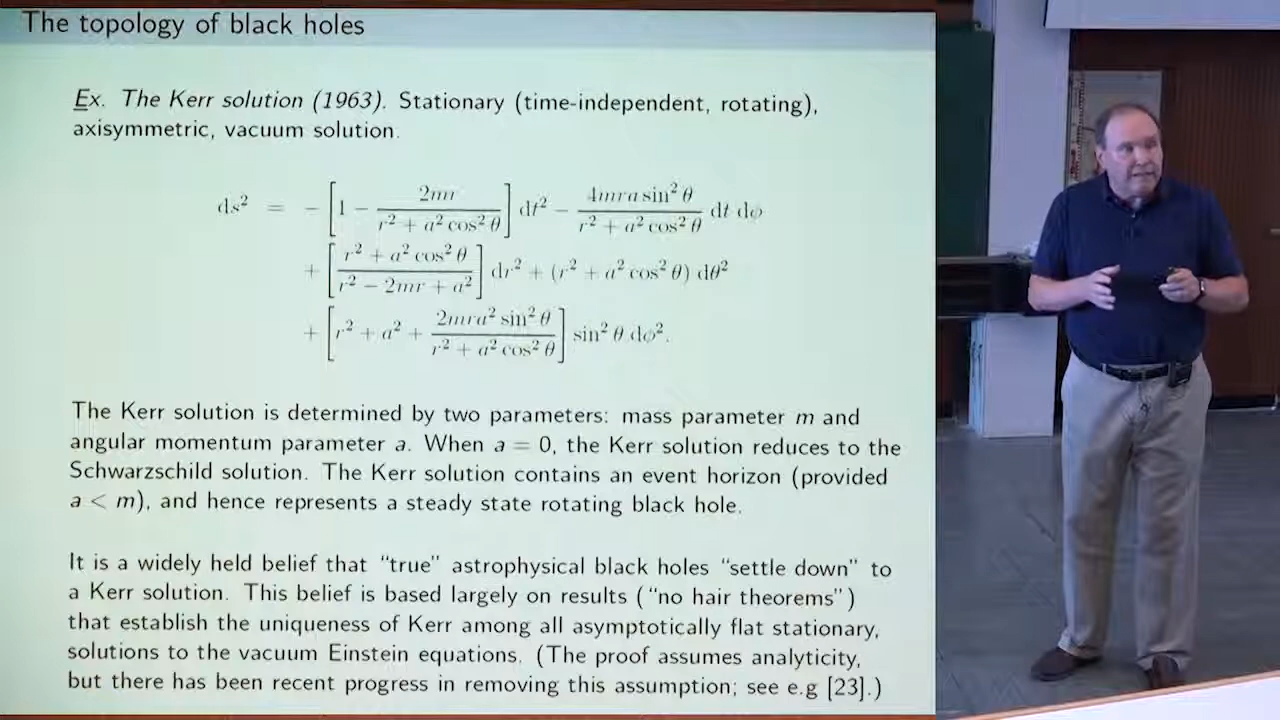 The topology of black holes
Ex. The Kerr solution (1963). Stationary (time-independent, rotating),
axisymmetric, vacuum solution.
ds² = − [1 − 2mr / (r² + a² cos² θ)] dt² − 4mra sin² θ / (r² + a² cos² θ) dt dφ
+ [(r² + a² cos² θ) / (r² − 2mr + a²)] dr² + (r² + a² cos² θ) dθ²
+ [r² + a² + 2mra² sin² θ / (r² + a² cos² θ)] sin² θ dφ².
The Kerr solution is determined by two parameters: mass parameter m and
angular momentum parameter a. When a = 0, the Kerr solution reduces to the
Schwarzschild solution. The Kerr solution contains an event horizon (provided
a < m), and hence represents a steady state rotating black hole.
It is a widely held belief that “true” astrophysical black holes “settle down” to
a Kerr solution. This belief is based largely on results (“no hair theorems”)
that establish the uniqueness of Kerr among all asymptotically flat stationary,
solutions to the vacuum Einstein equations. (The proof assumes analyticity,
but there has been recent progress in removing this assumption; see e.g [23].)